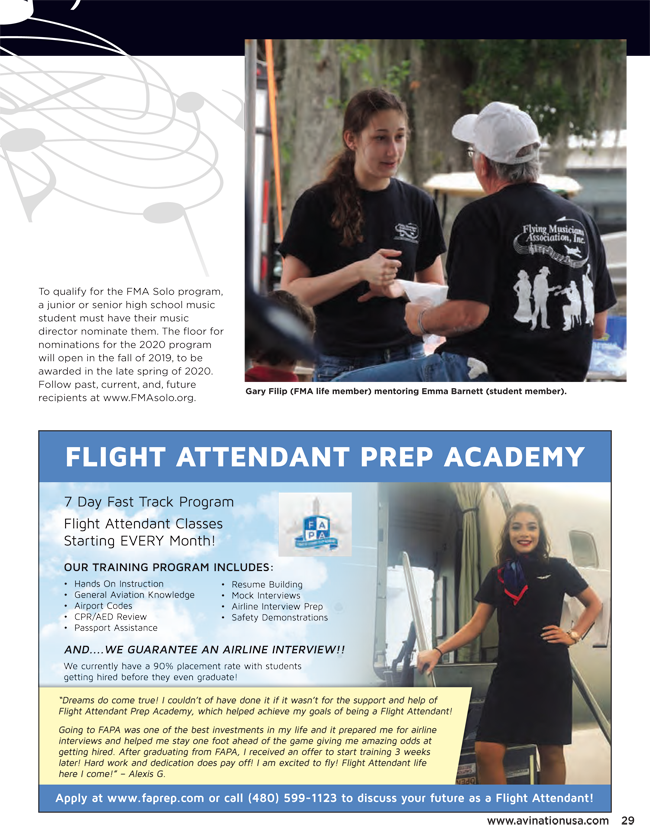 Flying Musicians
Association, Inc.
To qualify for the FMA Solo program,
a junior or senior high school music
student must have their music
director nominate them. The floor for
nominations for the 2020 program
will open in the fall of 2019, to be
awarded in the late spring of 2020.
Follow past, current, and, future
recipients at www.FMAsolo.org.
Gary Filip (FMA life member) mentoring Emma Barnett (student member).
FLIGHT ATTENDANT PREP ACADEMY
7 Day Fast Track Program
Flight Attendant Classes
Starting EVERY Month!
FA
PA
OUR TRAINING PROGRAM INCLUDES:
• Hands On Instruction
• General Aviation Knowledge
• Airport Codes
• CPR/AED Review
• Passport Assistance
• Resume Building
• Mock Interviews
• Airline Interview Prep
• Safety Demonstrations
AND....WE GUARANTEE AN AIRLINE INTERVIEW!!
We currently have a 90% placement rate with students
getting hired before they even graduate!
"Dreams do come true! I couldn't of have done it if it wasn't for the support and help of
Flight Attendant Prep Academy, which helped achieve my goals of being a Flight Attendant!
Going to FAPA was one of the best investments in my life and it prepared me for airline
interviews and helped me stay one foot ahead of the game giving me amazing odds at
getting hired. After graduating from FAPA, I received an offer to start training 3 weeks
later! Hard work and dedication does pay off! I am excited to fly! Flight Attendant life
here I come!" – Alexis G.
Apply at www.faprep.com or call (480) 599-1123 to discuss your future as a Flight Attendant!
www.avinationusa.com 29